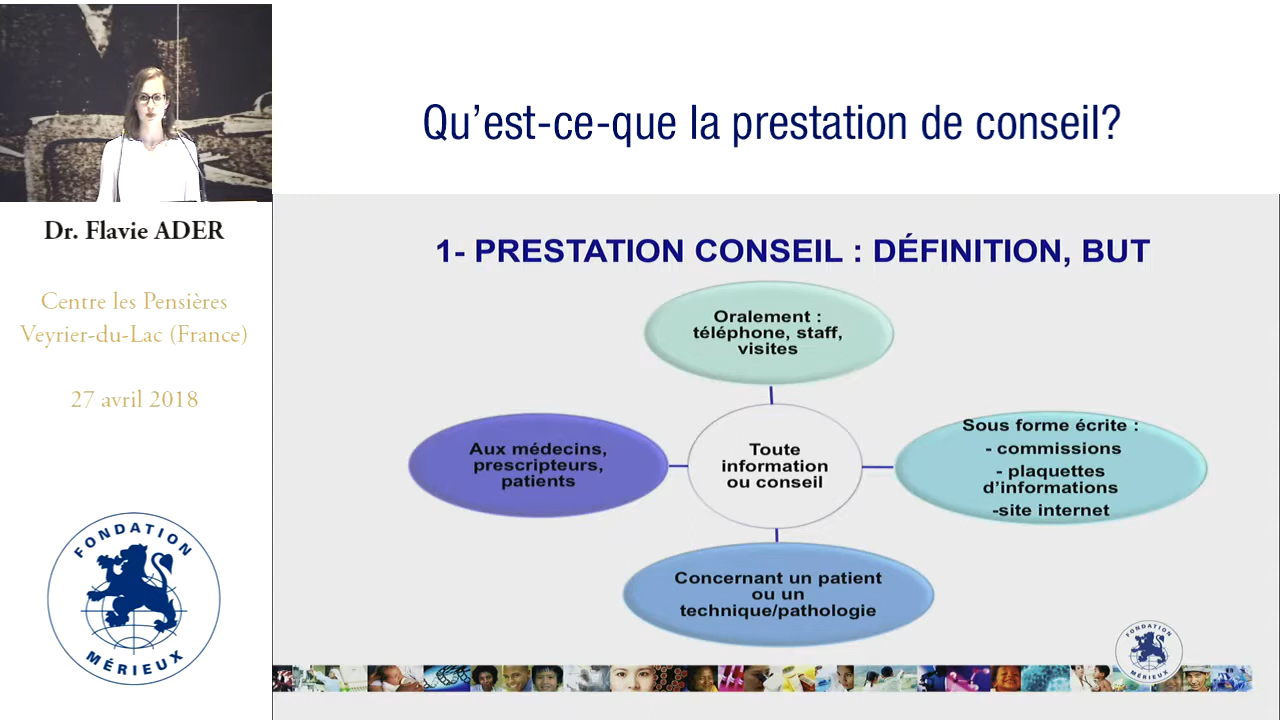 Qu’est-ce-que la prestation de conseil?
Dr. Flavie ADER
Centre les Pensières
Veyrier-du-Lac (France)
27 avril 2018
FONDATION
MÉRIEUX
1- PRESTATION CONSEIL : DÉFINITION, BUT
Oralement :
téléphone, staff,
visites
Aux médecins,
prescripteurs,
patients
Toute
information
ou conseil
Sous forme écrite :
- commissions
- plaquettes
d’informations
-site internet
Concernant un patient
ou un
technique/pathologie
FONDATION
MÉRIEUX